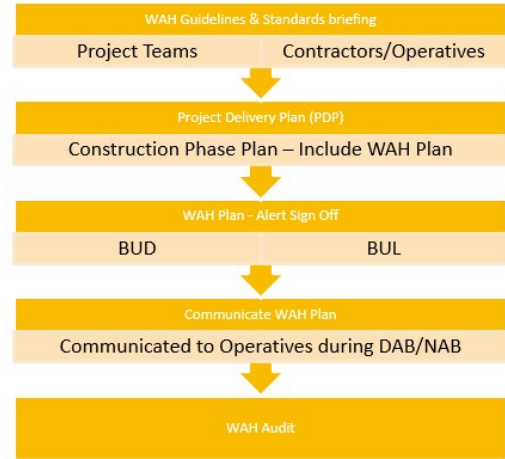 WAH Guidelines & Standards briefing
Project Teams
Contractors/Operatives
Project Delivery Plan (PDP)
Construction Phase Plan – Include WAH Plan
WAH Plan - Alert Sign Off
BUD
BUL
Communicate WAH Plan
Communicated to Operatives during DAB/NAB
WAH Audit